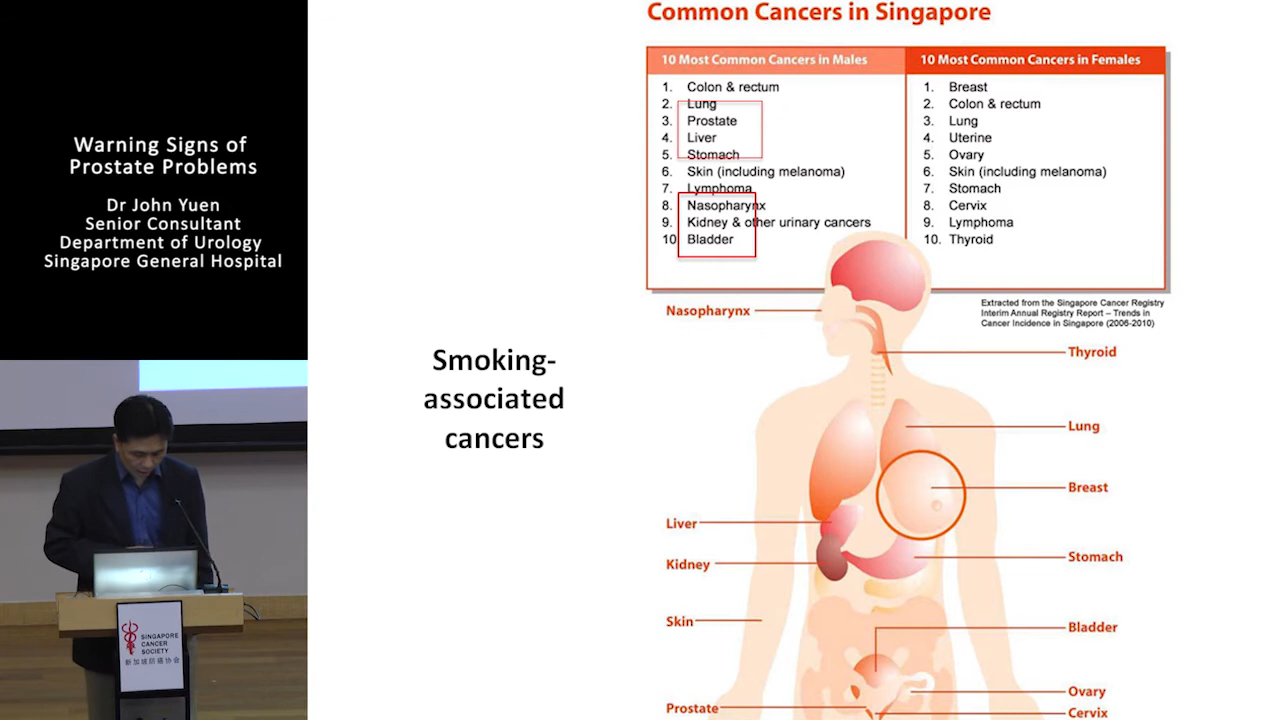 Warning Signs of
Prostate Problems
Dr John Yuen
Senior Consultant
Department of Urology
Singapore General Hospital
SINGAPORE
CANCER
SOCIETY
新加坡防癌协会
Smoking-
associated
cancers
Common Cancers in Singapore
10 Most Common Cancers in Males
1. Colon & rectum
2. Lung
3. Prostate
4. Liver
5. Stomach
6. Skin (including melanoma)
7. Lymphoma
8. Nasopharynx
9. Kidney & other urinary cancers
10 Bladder
10 Most Common Cancers in Females
1. Breast
2. Colon & rectum
3. Lung
4. Uterine
5. Ovary
6. Skin (including melanoma)
7. Stomach
8. Cervix
9. Lymphoma
10. Thyroid
Extracted from the Singapore Cancer Registry
Interim Annual Registry Report – Trends in
Cancer Incidence in Singapore (2006-2010)
Nasopharynx
Thyroid
Lung
Breast
Liver
Stomach
Kidney
Skin
Bladder
Ovary
Prostate
Cervix